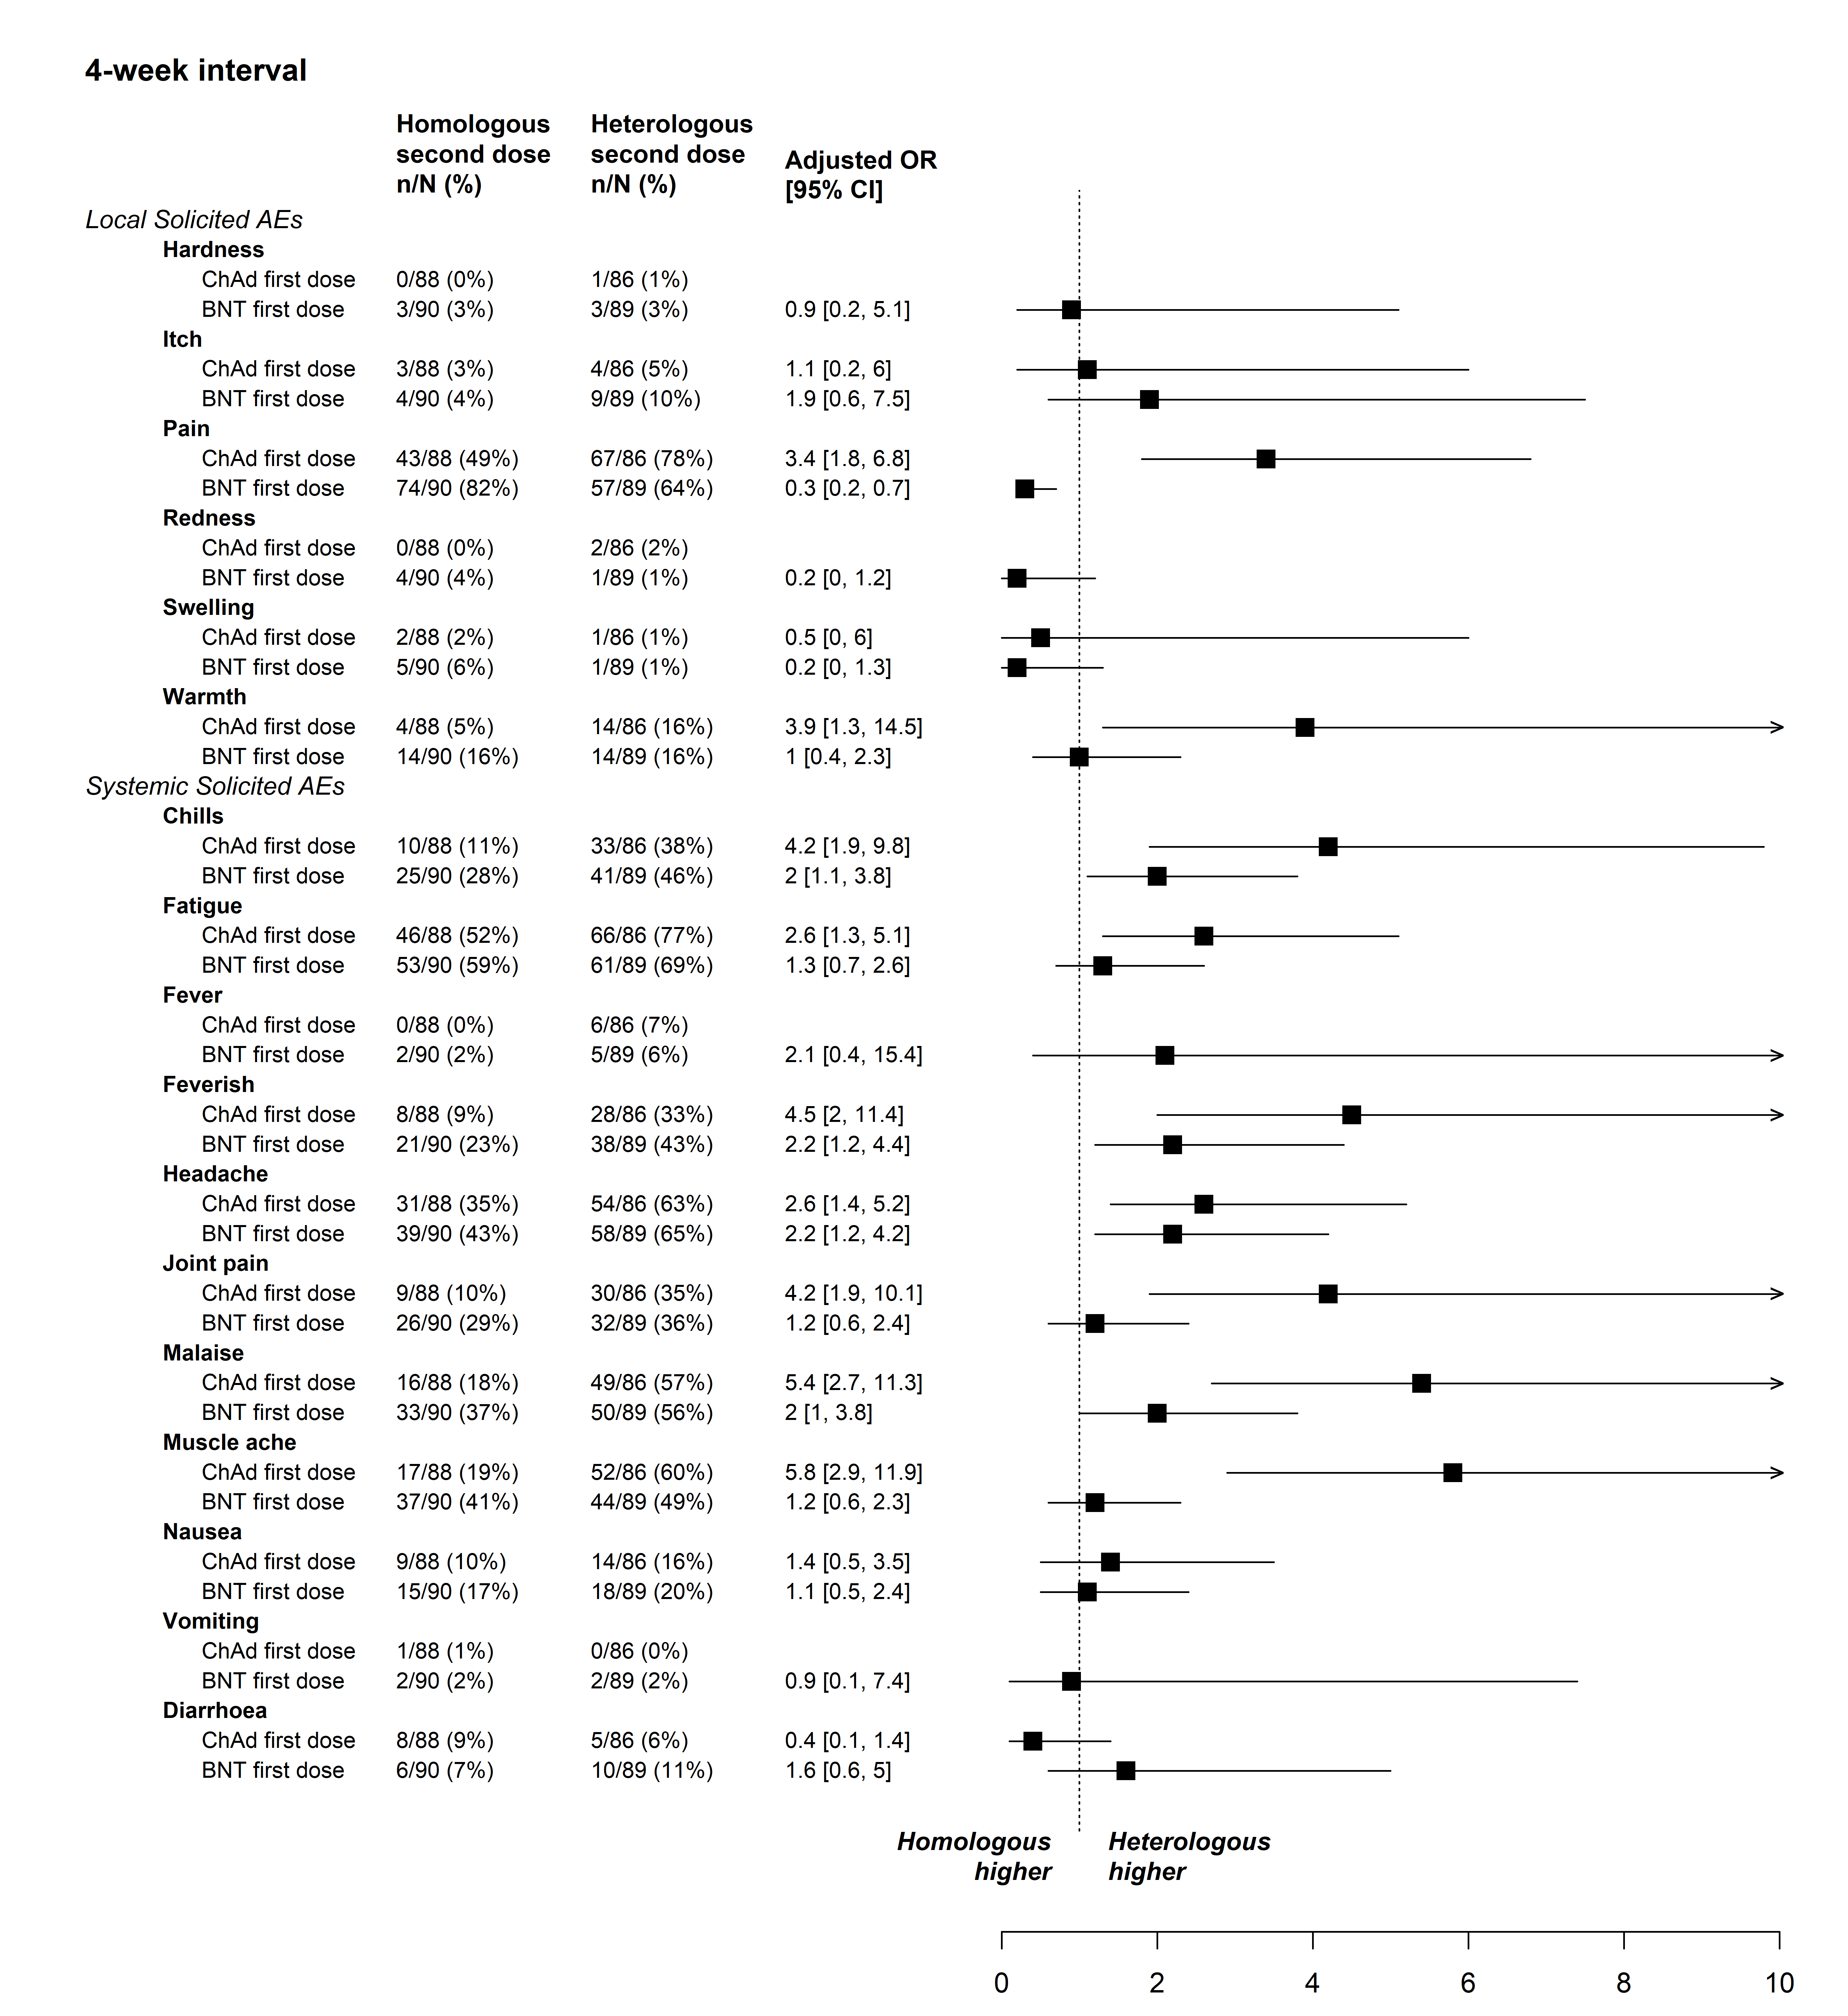 4-week interval
Homologous second dose n/N (%)
Heterologous second dose n/N (%)
Adjusted OR [95% CI]
Local Solicited AEs
Hardness
ChAd first dose 0/88 (0%) 1/86 (1%)
BNT first dose 3/90 (3%) 3/89 (3%) 0.9 [0.2, 5.1]
Itch
ChAd first dose 3/88 (3%) 4/86 (5%) 1.1 [0.2, 6]
BNT first dose 4/90 (4%) 9/89 (10%) 1.9 [0.6, 7.5]
Pain
ChAd first dose 43/88 (49%) 67/86 (78%) 3.4 [1.8, 6.8]
BNT first dose 74/90 (82%) 57/89 (64%) 0.3 [0.2, 0.7]
Redness
ChAd first dose 0/88 (0%) 2/86 (2%)
BNT first dose 4/90 (4%) 1/89 (1%) 0.2 [0, 1.2]
Swelling
ChAd first dose 2/88 (2%) 1/86 (1%) 0.5 [0, 6]
BNT first dose 5/90 (6%) 1/89 (1%) 0.2 [0, 1.3]
Warmth
ChAd first dose 4/88 (5%) 14/86 (16%) 3.9 [1.3, 14.5]
BNT first dose 14/90 (16%) 14/89 (16%) 1 [0.4, 2.3]
Systemic Solicited AEs
Chills
ChAd first dose 10/88 (11%) 33/86 (38%) 4.2 [1.9, 9.8]
BNT first dose 25/90 (28%) 41/89 (46%) 2 [1.1, 3.8]
Fatigue
ChAd first dose 46/88 (52%) 66/86 (77%) 2.6 [1.3, 5.1]
BNT first dose 53/90 (59%) 61/89 (69%) 1.3 [0.7, 2.6]
Fever
ChAd first dose 0/88 (0%) 6/86 (7%)
BNT first dose 2/90 (2%) 5/89 (6%) 2.1 [0.4, 15.4]
Feverish
ChAd first dose 8/88 (9%) 28/86 (33%) 4.5 [2, 11.4]
BNT first dose 21/90 (23%) 38/89 (43%) 2.2 [1.2, 4.4]
Headache
ChAd first dose 31/88 (35%) 54/86 (63%) 2.6 [1.4, 5.2]
BNT first dose 39/90 (43%) 58/89 (65%) 2.2 [1.2, 4.2]
Joint pain
ChAd first dose 9/88 (10%) 30/86 (35%) 4.2 [1.9, 10.1]
BNT first dose 26/90 (29%) 32/89 (36%) 1.2 [0.6, 2.4]
Malaise
ChAd first dose 16/88 (18%) 49/86 (57%) 5.4 [2.7, 11.3]
BNT first dose 33/90 (37%) 50/89 (56%) 2 [1, 3.8]
Muscle ache
ChAd first dose 17/88 (19%) 52/86 (60%) 5.8 [2.9, 11.9]
BNT first dose 37/90 (41%) 44/89 (49%) 1.2 [0.6, 2.3]
Nausea
ChAd first dose 9/88 (10%) 14/86 (16%) 1.4 [0.5, 3.5]
BNT first dose 15/90 (17%) 18/89 (20%) 1.1 [0.5, 2.4]
Vomiting
ChAd first dose 1/88 (1%) 0/86 (0%)
BNT first dose 2/90 (2%) 2/89 (2%) 0.9 [0.1, 7.4]
Diarrhoea
ChAd first dose 8/88 (9%) 5/86 (6%) 0.4 [0.1, 1.4]
BNT first dose 6/90 (7%) 10/89 (11%) 1.6 [0.6, 5]
Homologous higher
Heterologous higher
0 2 4 6 8 10